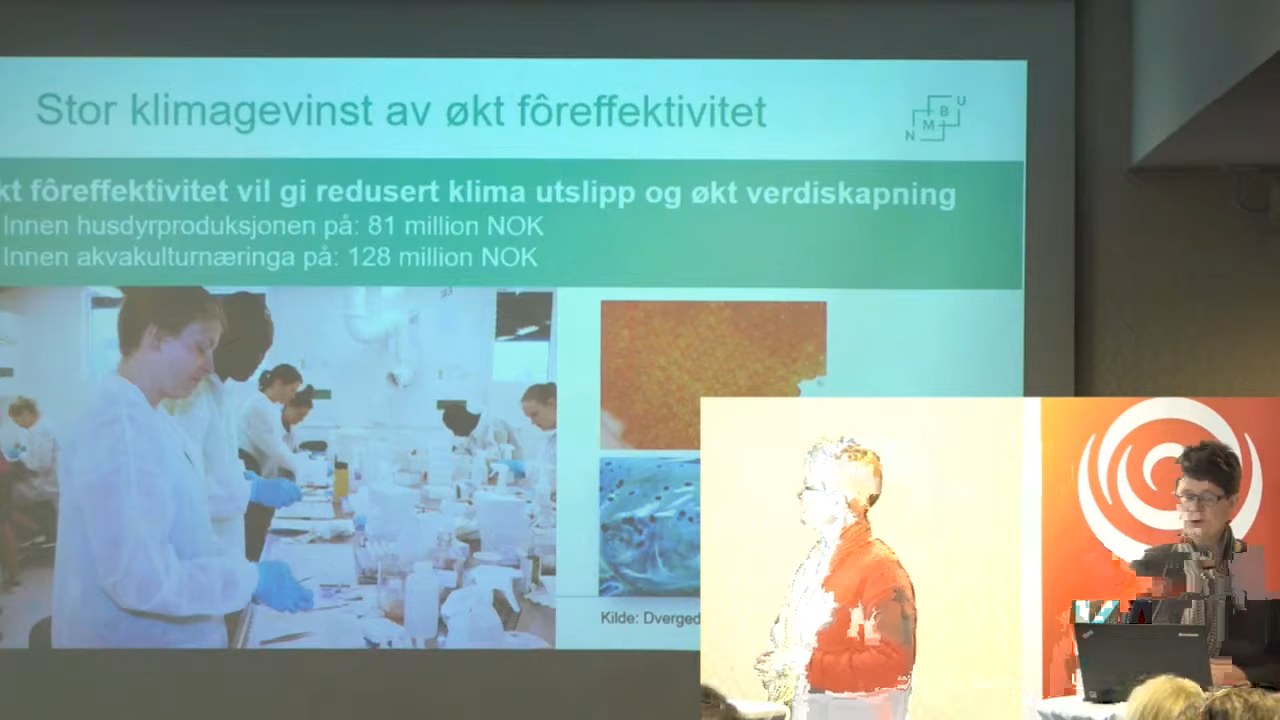 Stor klimagevinst av økt fôreffektivitet
N M B U
kt fôreffektivitet vil gi redusert klima utslipp og økt verdiskapning
Innen husdyrproduksjonen på: 81 million NOK
Innen akvakulturnæringa på: 128 million NOK
Kilde: